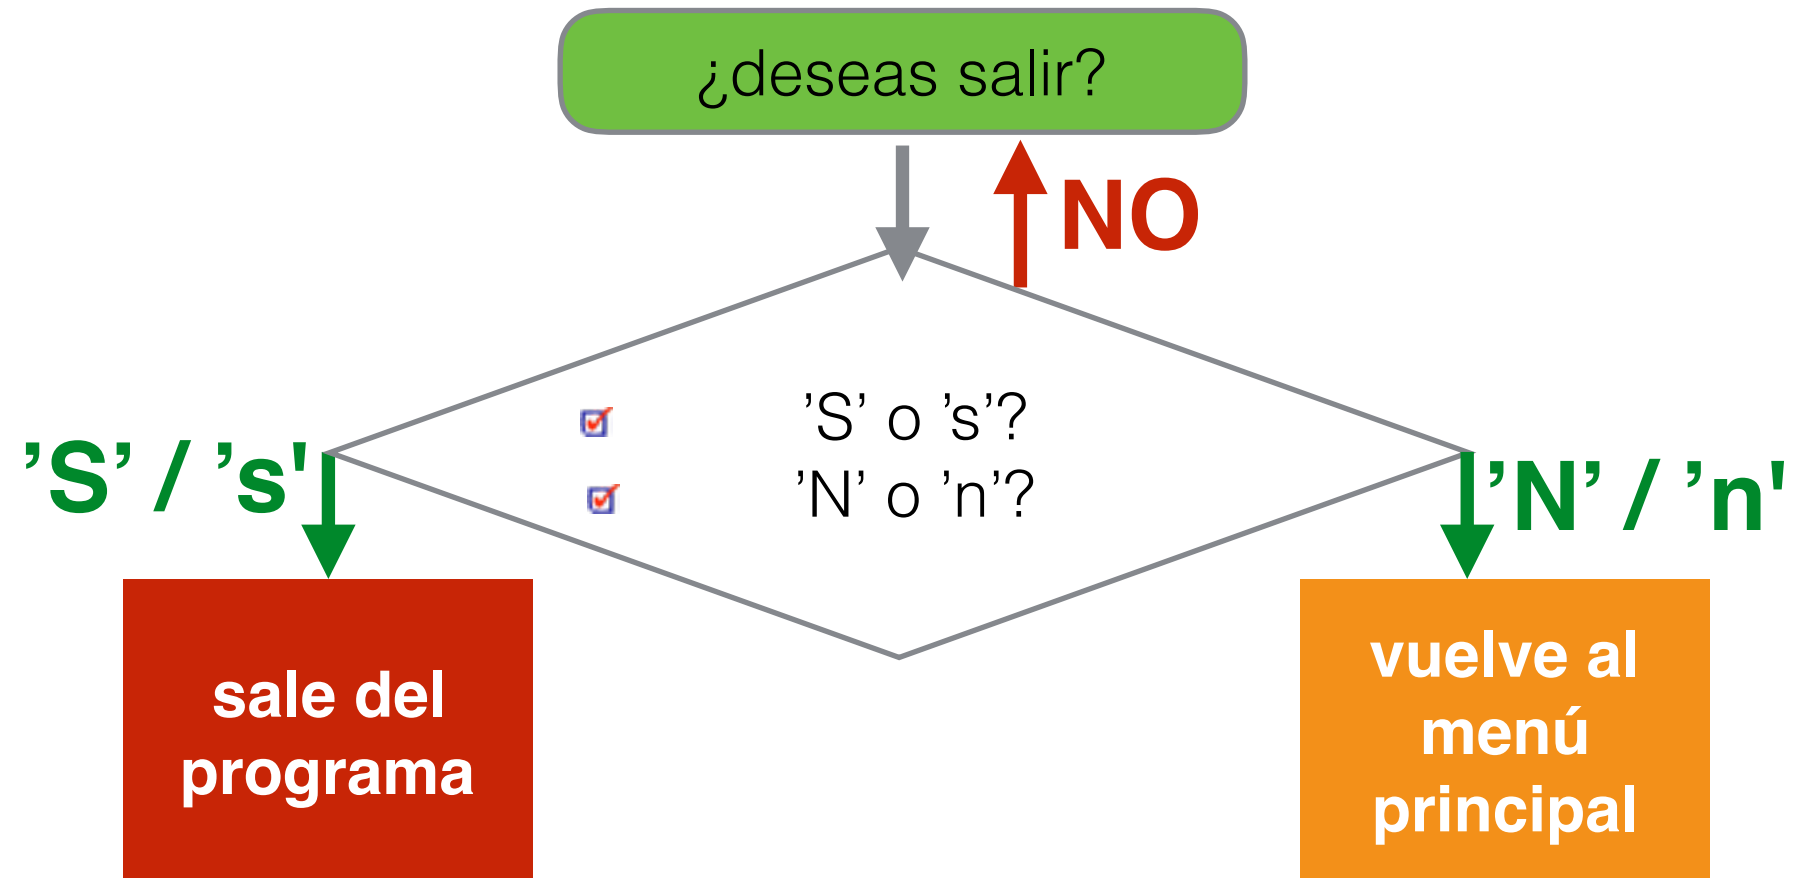 ¿deseas salir?
NO
’S’ o ’s’?
’N’ o ’n’?
’S’ / ’s'
’N’ / ’n'
sale del
programa
vuelve al
menú
principal